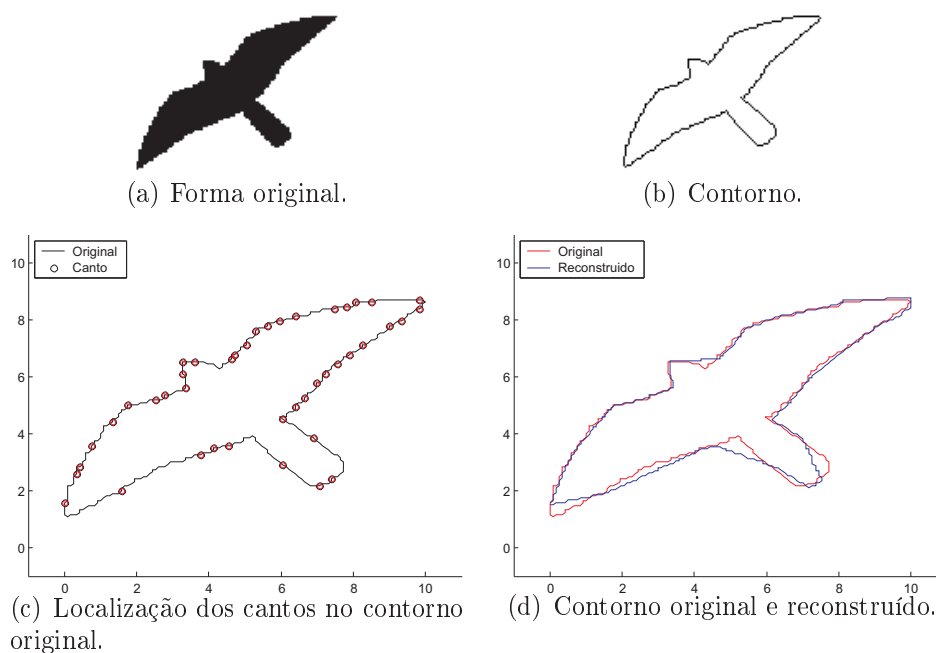 (a) Forma original.
(b) Contorno.
Original
Canto
10
8
6
4
2
0
0 2 4 6 8 10
(c) Localização dos cantos no contorno
original.
Original
Reconstruido
10
8
6
4
2
0
0 2 4 6 8 10
(d) Contorno original e reconstruído.